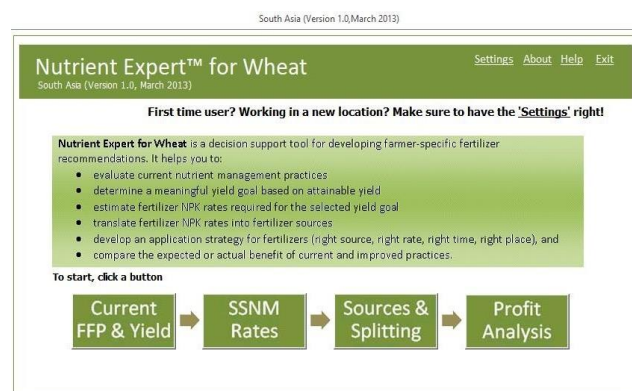 South Asia (Version 1.0,March 2013)
Nutrient Expert™ for Wheat
Settings About Help Exit
South Asia (Version 1.0, March 2013)
First time user? Working in a new location? Make sure to have the 'Settings' right!
Nutrient Expert for Wheat is a decision support tool for developing farmer-specific fertilizer
recommendations. It helps you to:
• evaluate current nutrient management practices
• determine a meaningful yield goal based on attainable yield
• estimate fertilizer NPK rates required for the selected yield goal
• translate fertilizer NPK rates into fertilizer sources
• develop an application strategy for fertilizers (right source, right rate, right time, right place), and
• compare the expected or actual benefit of current and improved practices.
To start, click a button
Current
FFP & Yield
SSNM
Rates
Sources &
Splitting
Profit
Analysis